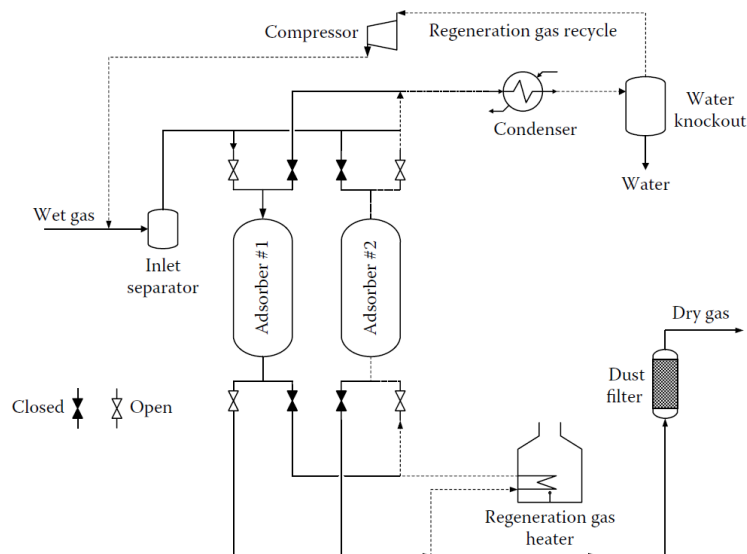 Compressor
Regeneration gas recycle
Condenser
Water
knockout
Water
Wet gas
Inlet
separator
Adsorber #1
Adsorber #2
Dry gas
Dust
filter
Closed
Open
Regeneration gas
heater